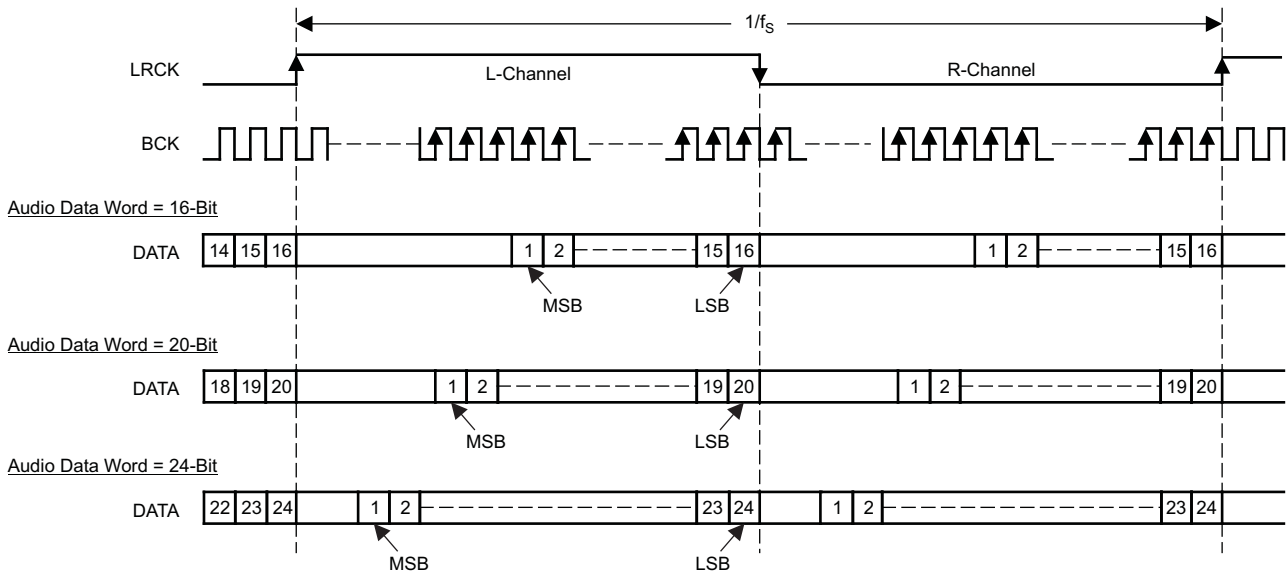 1/fS
LRCK L-Channel R-Channel
BCK
Audio Data Word = 16-Bit
DATA 14 15 16 1 2 15 16 1 2 15 16
MSB LSB
Audio Data Word = 20-Bit
DATA 18 19 20 1 2 19 20 1 2 19 20
MSB LSB
Audio Data Word = 24-Bit
DATA 22 23 24 1 2 23 24 1 2 23 24
MSB LSB